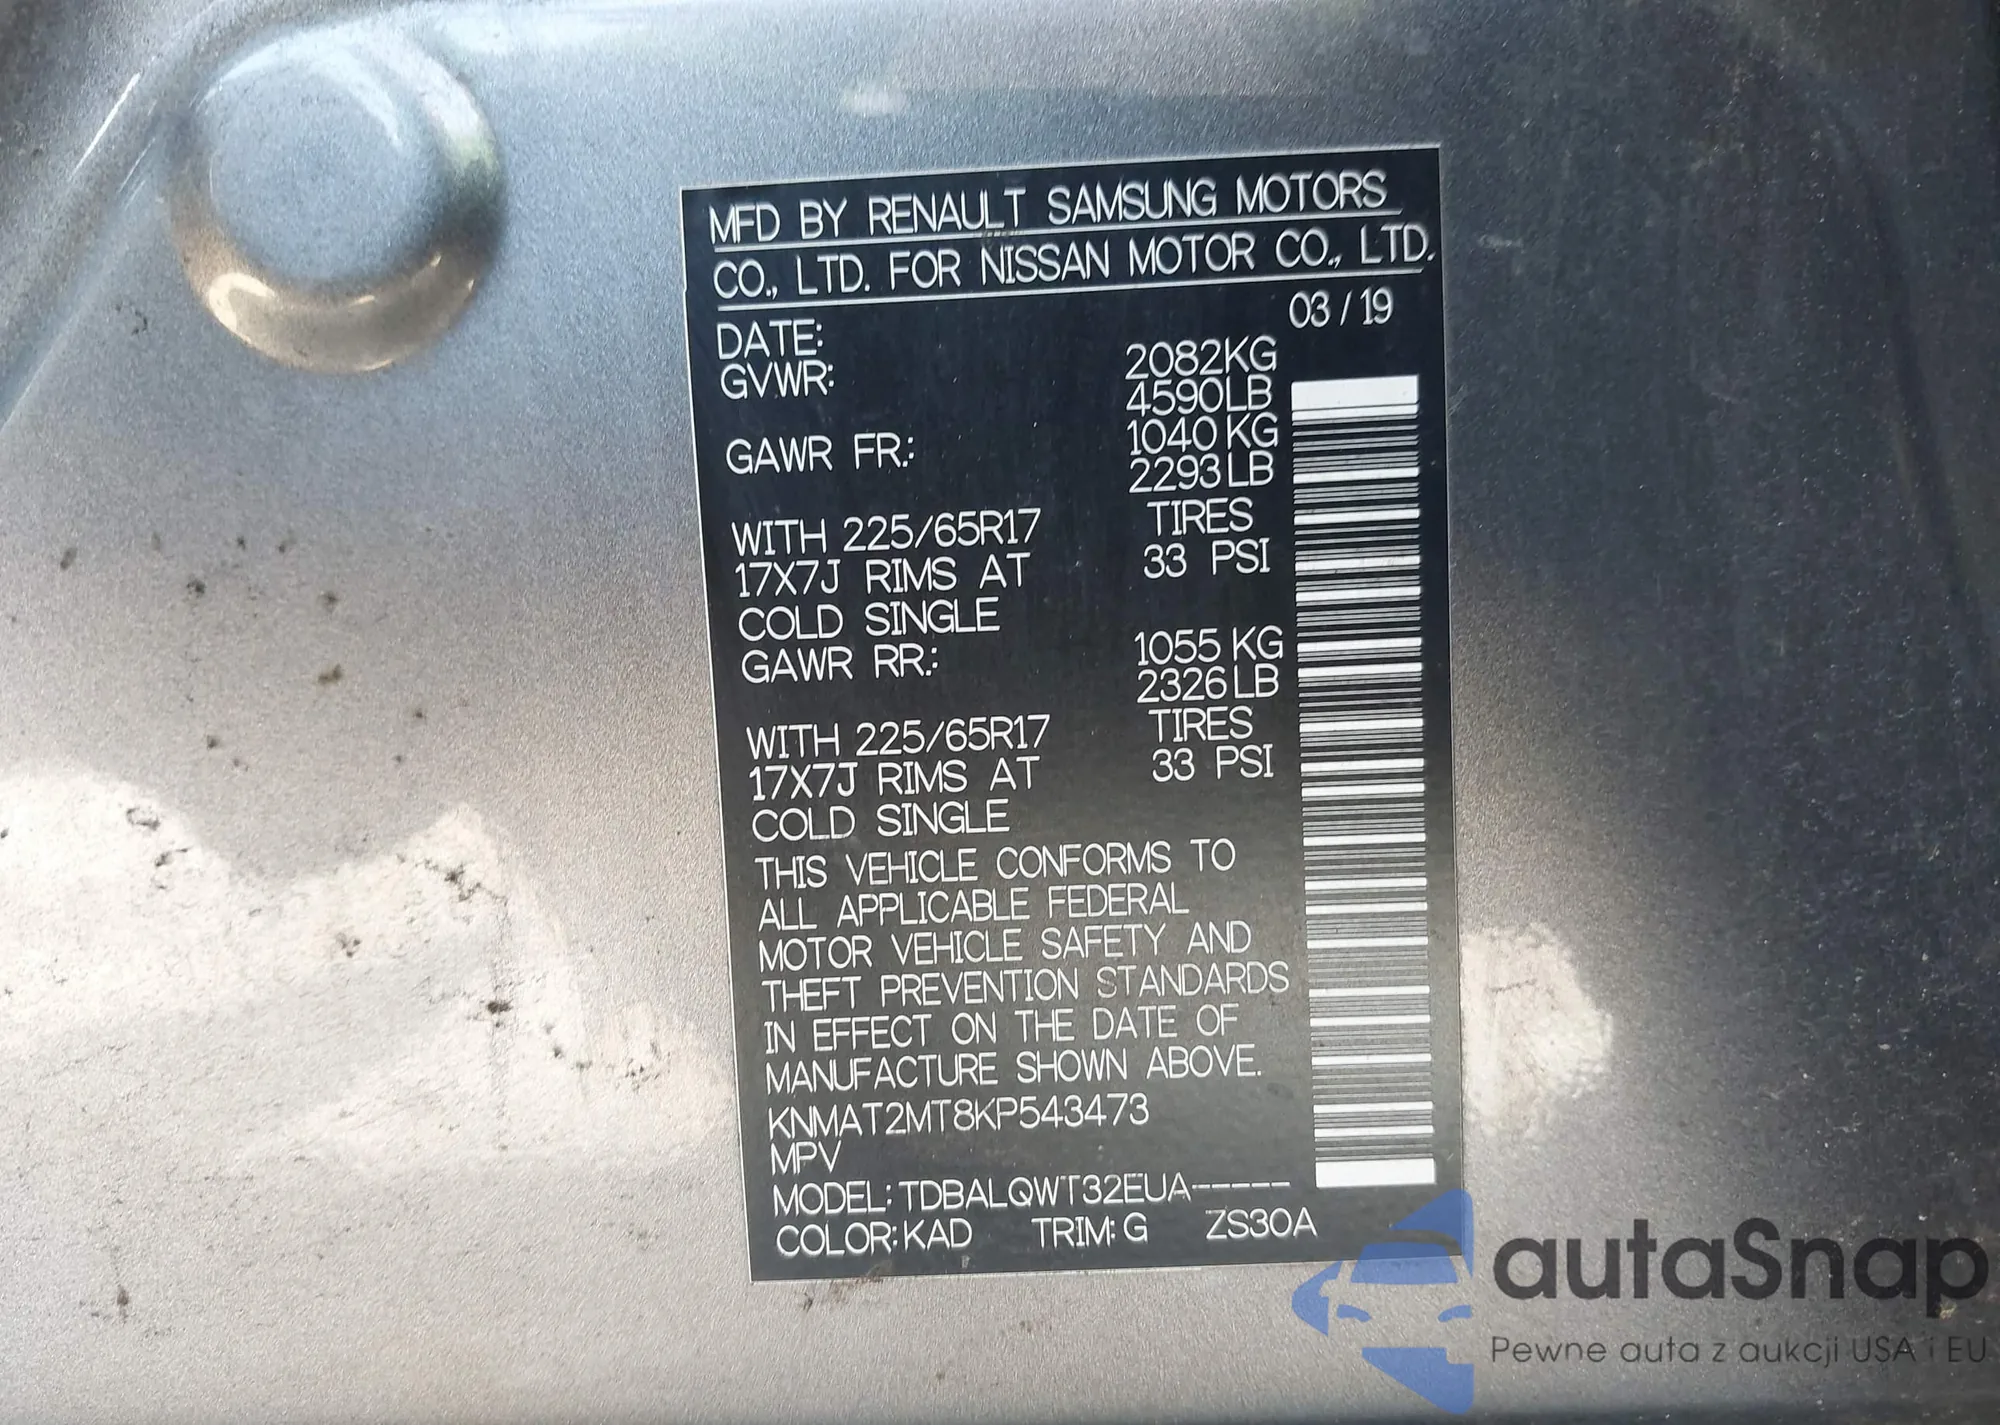 MFD BY RENAULT SAMSUNG MOTORS
CO., LTD. FOR NISSAN MOTOR CO., LTD.
DATE: 03 / 19
GVWR: 2082KG
4590LB
GAWR FR.: 1040 KG
2293LB
WITH 225/65R17 TIRES
17X7J RIMS AT 33 PSI
COLD SINGLE
GAWR RR.: 1055 KG
2326LB
WITH 225/65R17 TIRES
17X7J RIMS AT 33 PSI
COLD SINGLE
THIS VEHICLE CONFORMS TO
ALL APPLICABLE FEDERAL
MOTOR VEHICLE SAFETY AND
THEFT PREVENTION STANDARDS
IN EFFECT ON THE DATE OF
MANUFACTURE SHOWN ABOVE.
KNMAT2MT8KP543473
MPV
MODEL: TDBALQWT32EUA-----
COLOR: KAD TRIM: G ZS30A
autaSnap
Pewne auta z aukcji USA i EU